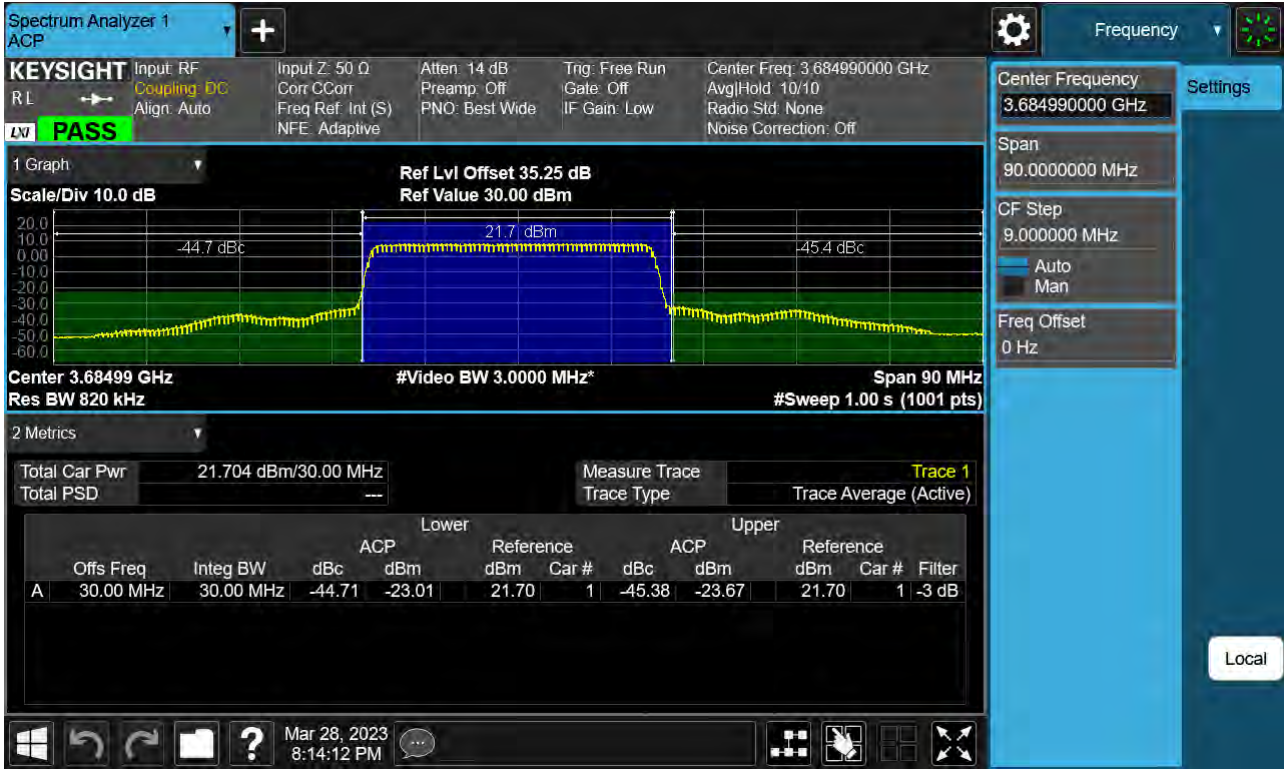 Spectrum Analyzer 1
ACP
Frequency
KEYSIGHT
R L
LXI
PASS
Input: RF
Coupling: DC
Align: Auto
Input Z: 50 Ω
Corr CCorr
Freq Ref: Int (S)
NFE: Adaptive
Atten: 14 dB
Preamp: Off
PNO: Best Wide
Trig: Free Run
Gate: Off
IF Gain: Low
Center Freq: 3.684990000 GHz
Avg|Hold: 10/10
Radio Std: None
Noise Correction: Off
1 Graph
Scale/Div 10.0 dB
Ref Lvl Offset 35.25 dB
Ref Value 30.00 dBm
20.0
10.0
0.00
-10.0
-20.0
-30.0
-40.0
-50.0
-60.0
-44.7 dBc
21.7 dBm
-45.4 dBc
Center 3.68499 GHz
#Video BW 3.0000 MHz*
Span 90 MHz
Res BW 820 kHz
#Sweep 1.00 s (1001 pts)
2 Metrics
Total Car Pwr 21.704 dBm/30.00 MHz
Total PSD ---
Measure Trace Trace 1
Trace Type Trace Average (Active)
Lower Upper
ACP Reference ACP Reference
Offs Freq Integ BW dBc dBm dBm Car # dBc dBm dBm Car # Filter
A 30.00 MHz 30.00 MHz -44.71 -23.01 21.70 1 -45.38 -23.67 21.70 1 -3 dB
Mar 28, 2023
8:14:12 PM
?
Center Frequency
3.684990000 GHz
Span
90.0000000 MHz
CF Step
9.000000 MHz
Auto
Man
Freq Offset
0 Hz
Settings
Local